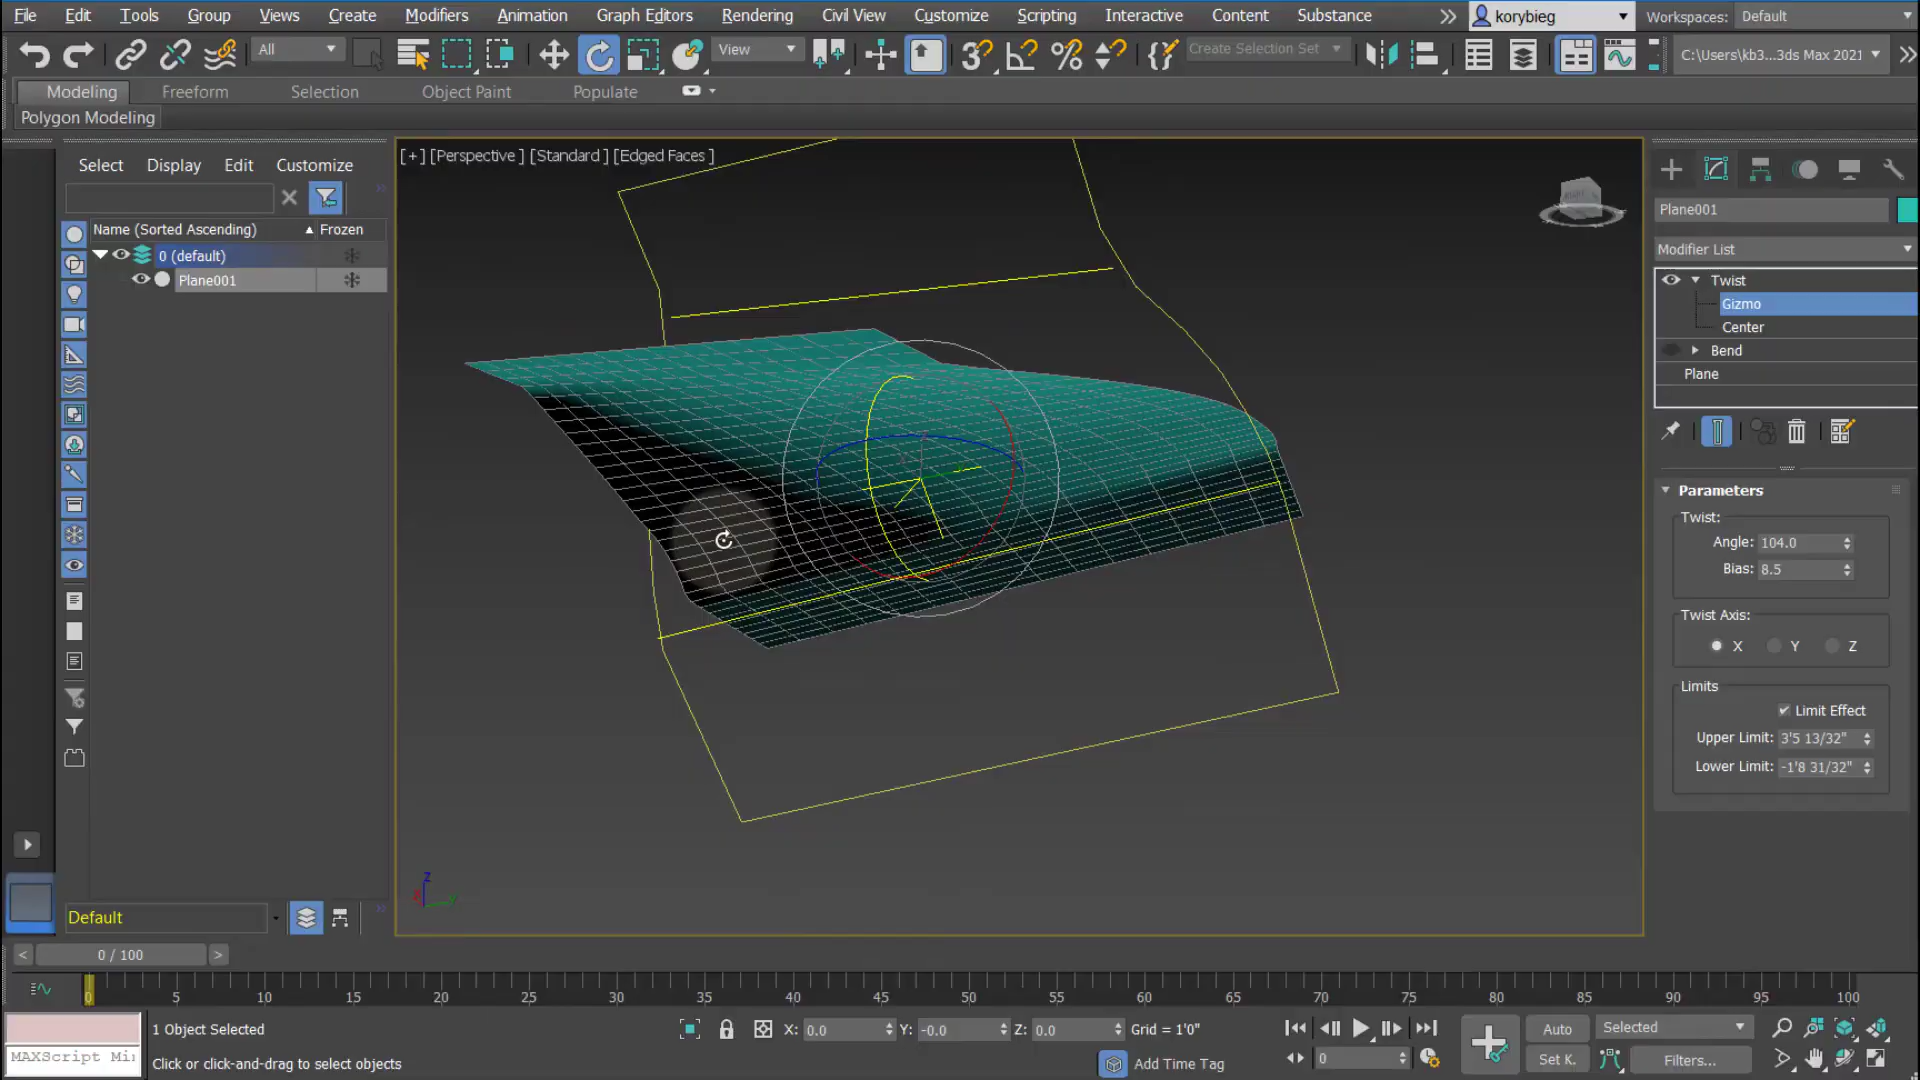 File Edit Tools Group Views Create Modifiers Animation Graph Editors Rendering Civil View Customize Scripting Interactive Content Substance korybieg Workspaces: Default
All View Create Selection Set C:\Users\kb3...3ds Max 2021
Modeling Freeform Selection Object Paint Populate
Polygon Modeling
Select Display Edit Customize
Name (Sorted Ascending) Frozen
0 (default)
Plane001
Default
[+] [Perspective] [Standard] [Edged Faces]
z
Plane001
Modifier List
Twist
Gizmo
Center
Bend
Plane
Parameters
Twist:
Angle: 104.0
Bias: 8.5
Twist Axis:
X Y Z
Limits
Limit Effect
Upper Limit: 3'5 13/32"
Lower Limit: -1'8 31/32"
< 0 / 100 >
0 5 10 15 20 25 30 35 40 45 50 55 60 65 70 75 80 85 90 95 100
1 Object Selected X: 0.0 Y: -0.0 Z: 0.0 Grid = 1'0" Auto Selected
MAXScript Mi Click or click-and-drag to select objects Add Time Tag 0 Set K. Filters...